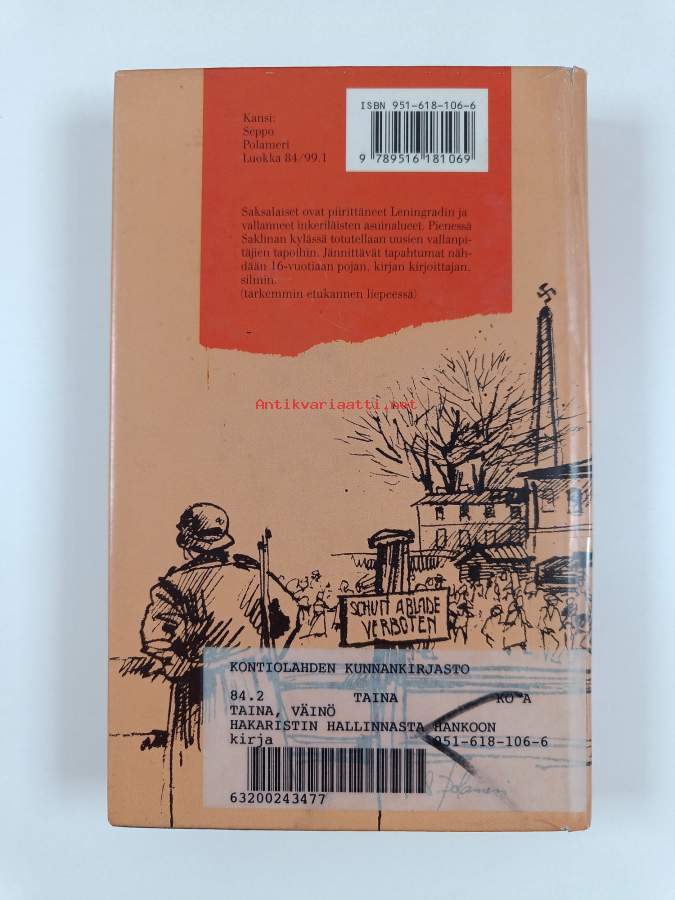 ISBN 951-618-106-6
9 789516 181069
Kansi:
Seppo
Polameri
Luokka 84/99.1
Saksalaiset ovat piirittäneet Leningradin ja
vallanneet inkeriläisten asuinalueet. Pienessä
Saklinan kylässä totutellaan uusien vallanpi-
täjien tapoihin. Jännittävät tapahtumat näh-
dään 16-vuotiaan pojan, kirjan kirjoittajan,
silmin.
(tarkemmin etukannen liepeessä)
Antikvariaatti.net
SCHUTT ABLADE
VERBOTEN
KONTIOLAHDEN KUNNANKIRJASTO
84.2 TAINA KO A
TAINA, VÄINÖ
HAKARISTIN HALLINNASTA HANKOON
kirja 951-618-106-6
63200243477
Polameri